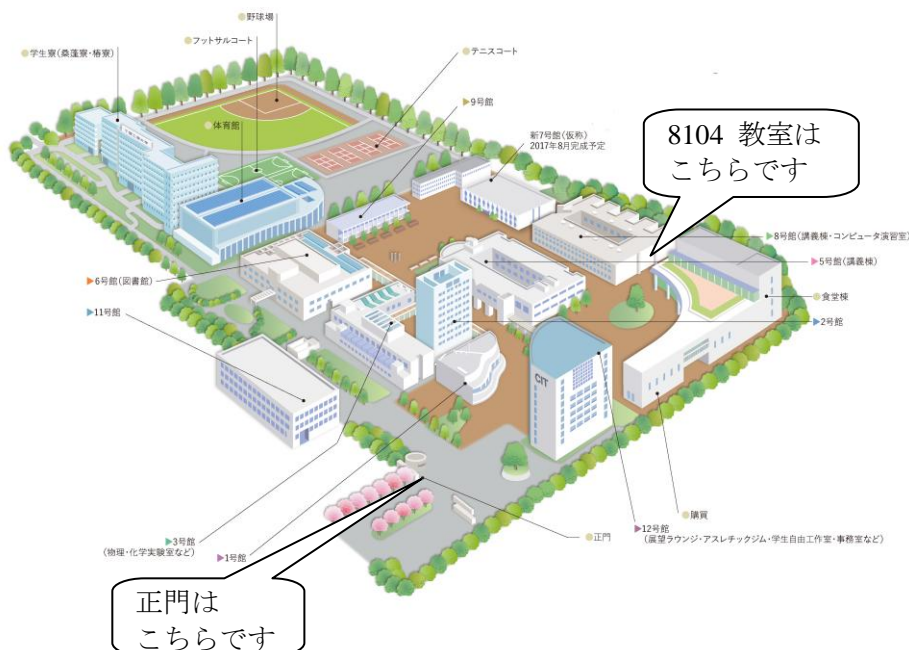 ●野球場
●フットサルコート
●学生寮(桑蓬寮・椿寮)
●テニスコート
▶9号館
●体育館
新7号館(仮称)
2017年8月完成予定
8104 教室は
こちらです
▶8号館(講義棟・コンピュータ演習室)
▶5号館(講義棟)
●食堂棟
▶6号館(図書館)
▶11号館
▶2号館
CIT
●購買
▶12号館
(展望ラウンジ・アスレチックジム・学生自由工作室・事務室など)
●正門
▶3号館
(物理・化学実験室など)
▶1号館
正門は
こちらです